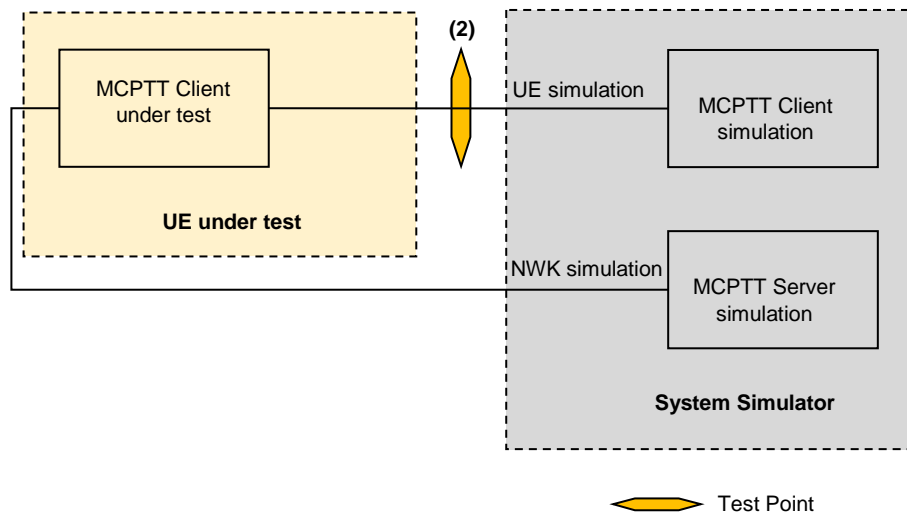 (2)
MCPTT Client
under test
UE simulation
MCPTT Client
simulation
UE under test
NWK simulation
MCPTT Server
simulation
System Simulator
Test Point